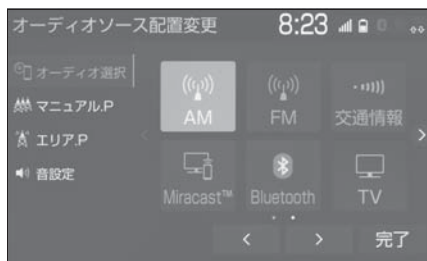 オーディオソース配置変更 8:23
オーディオ選択
マニュアル.P
エリア.P
音設定
AM FM 交通情報
Miracast™ Bluetooth TV
< > 完了